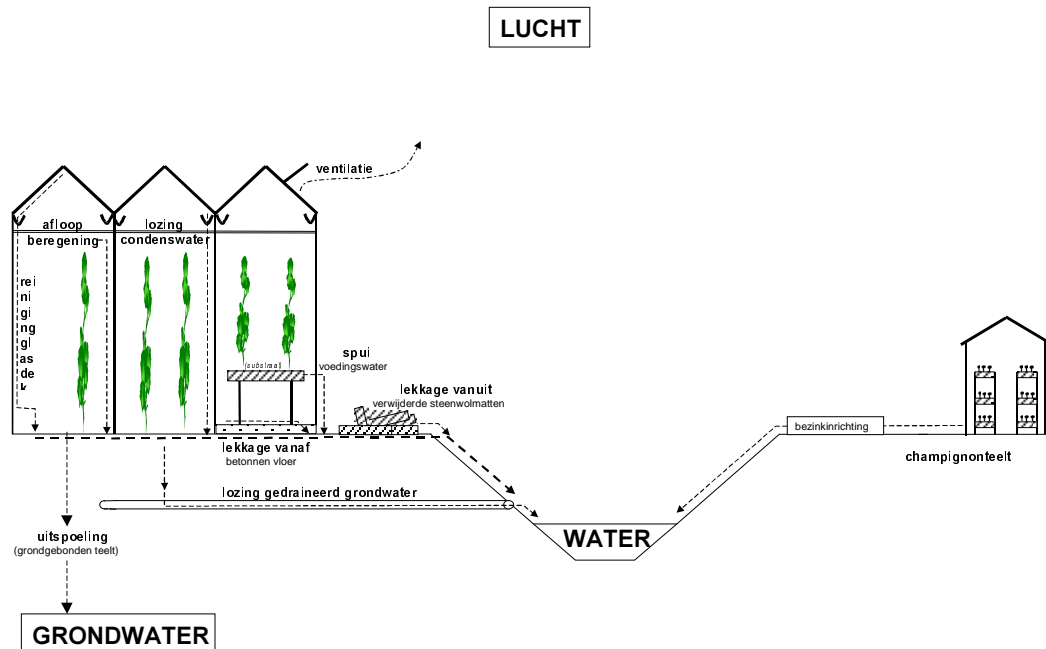 LUCHT
ventilatie
afloop
beregening
lozing
condenswater
rei
ni
gi
ng
gl
as
de
k
(substraat)
spui
voedingswater
lekkage vanuit
verwijderde steenwolmatten
bezinkinrichting
lekkage vanaf
betonnen vloer
champignonteelt
lozing gedraineerd grondwater
uitspoeling
(grondgebonden teelt)
WATER
GRONDWATER